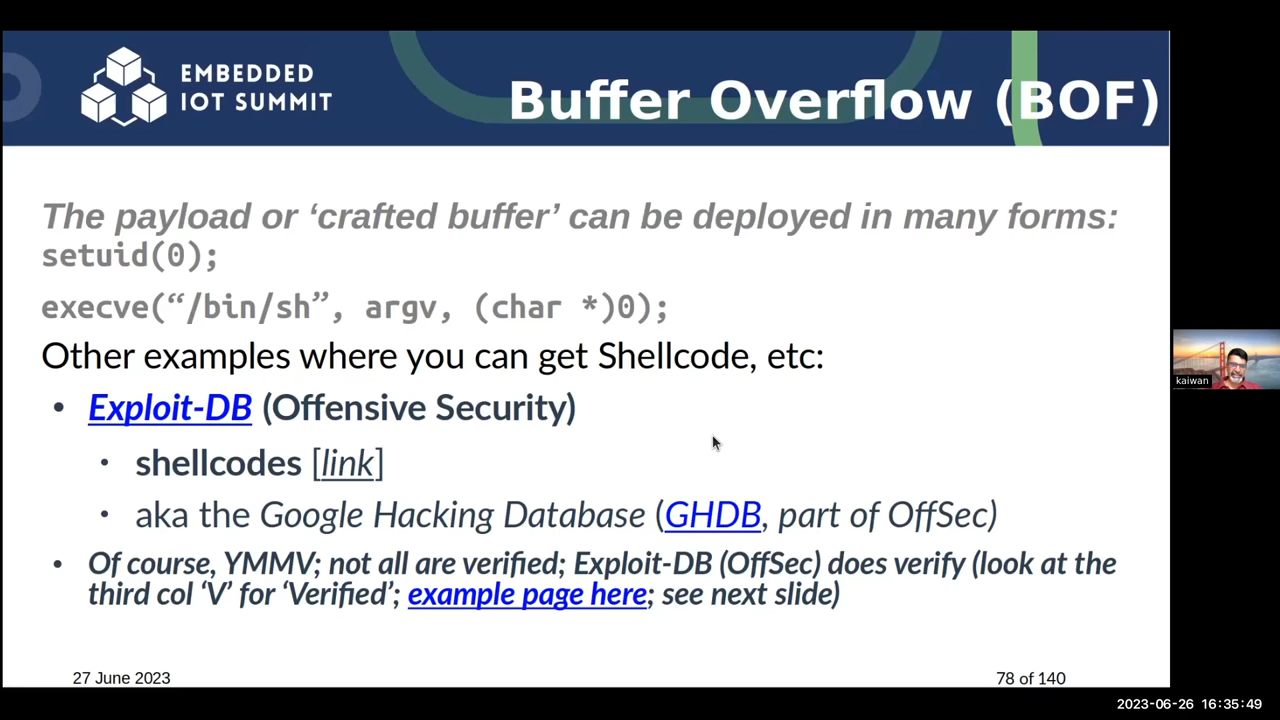 EMBEDDED
IOT SUMMIT
Buffer Overflow (BOF)
The payload or ‘crafted buffer’ can be deployed in many forms:
setuid(0);
execve(“/bin/sh”, argv, (char *)0);
Other examples where you can get Shellcode, etc:
• Exploit-DB (Offensive Security)
• shellcodes [link]
• aka the Google Hacking Database (GHDB, part of OffSec)
• Of course, YMMV; not all are verified; Exploit-DB (OffSec) does verify (look at the
third col ‘V’ for ‘Verified’; example page here; see next slide)
kaiwan
27 June 2023
78 of 140
2023-06-26 16:35:49